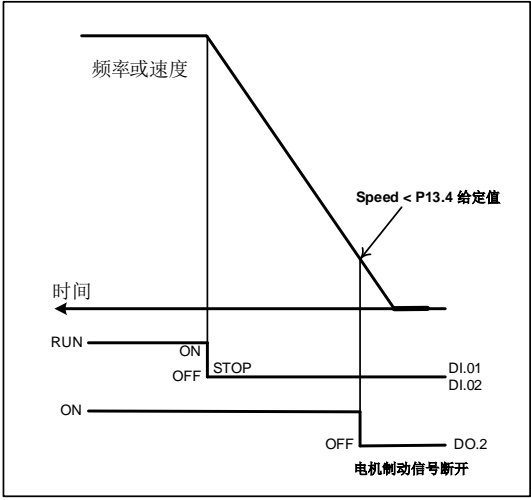 频率或速度
Speed < P13.4 给定值
时间
RUN
ON
OFF
STOP
DI.01
DI.02
ON
OFF
DO.2
电机制动信号断开